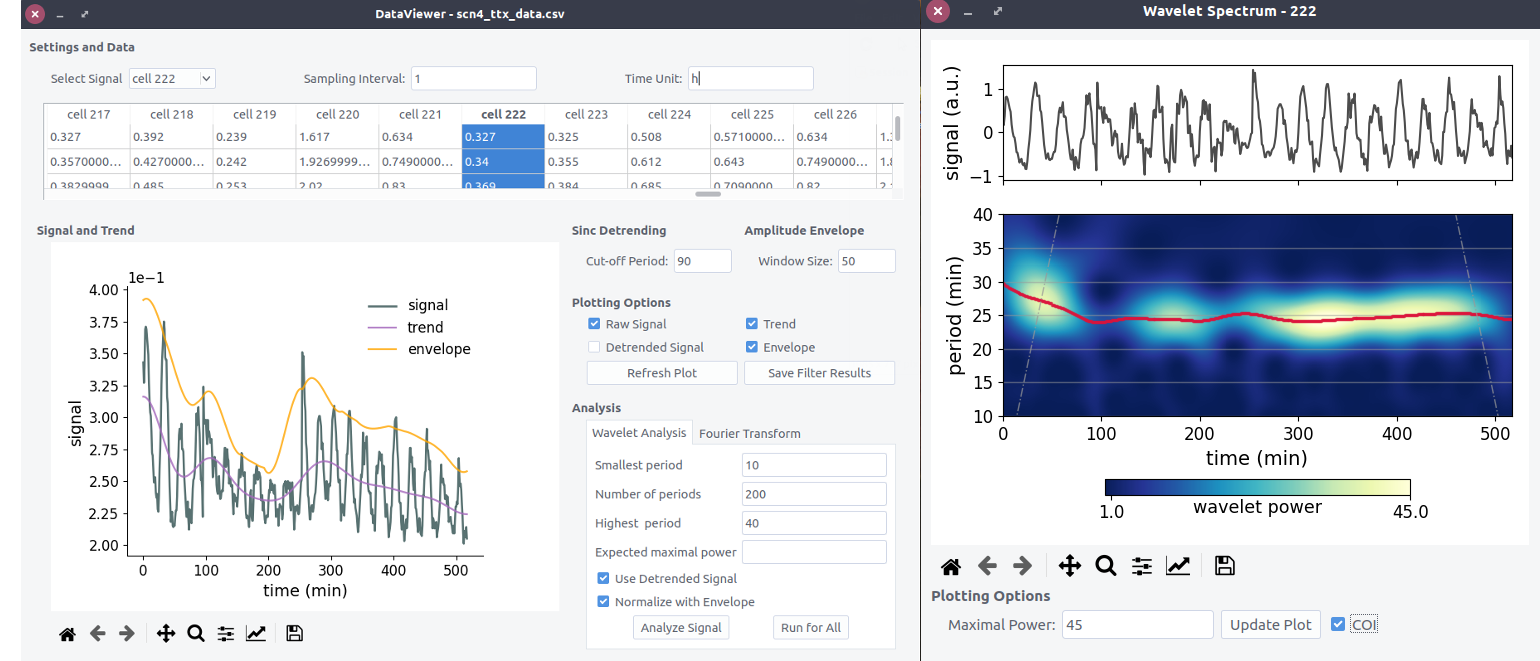 DataViewer - scn4_ttx_data.csv
Settings and Data
Select Signal cell 222 Sampling Interval: 1 Time Unit: h
cell 217 cell 218 cell 219 cell 220 cell 221 cell 222 cell 223 cell 224 cell 225 cell 226
0.327 0.392 0.239 1.617 0.634 0.327 0.325 0.508 0.5710000... 0.634 1.
0.3570000... 0.4270000... 0.242 1.9269999... 0.7490000... 0.34 0.355 0.612 0.643 0.7490000... 1.
0.3829999 0.485 0.253 2.02 0.83 0.369 0.384 0.685 0.7090000 0.82 2.
Signal and Trend
1e−1
4.00
3.75
3.50
3.25
3.00
2.75
2.50
2.25
2.00
signal
signal
trend
envelope
0 100 200 300 400 500
time (min)
Sinc Detrending
Cut-off Period: 90
Amplitude Envelope
Window Size: 50
Plotting Options
Raw Signal Trend
Detrended Signal Envelope
Refresh Plot Save Filter Results
Analysis
Wavelet Analysis Fourier Transform
Smallest period 10
Number of periods 200
Highest period 40
Expected maximal power
Use Detrended Signal
Normalize with Envelope
Analyze Signal Run for All
Wavelet Spectrum - 222
signal (a.u.)
1
0
−1
period (min)
40
35
30
25
20
15
10
0 100 200 300 400 500
time (min)
1.0 wavelet power 45.0
Plotting Options
Maximal Power: 45 Update Plot COI